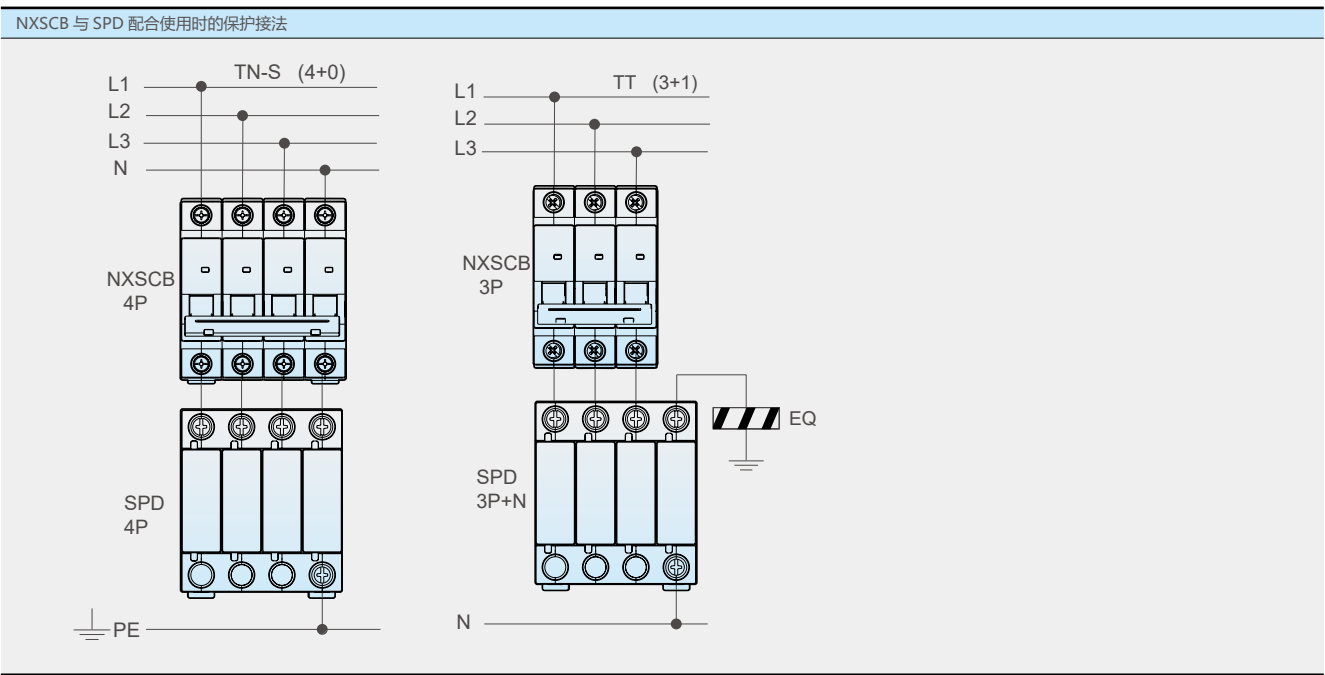 NXSCB 与 SPD 配合使用时的保护接法
TN-S (4+0)
L1
L2
L3
N
NXSCB
4P
SPD
4P
PE
TT (3+1)
L1
L2
L3
NXSCB
3P
EQ
SPD
3P+N
N